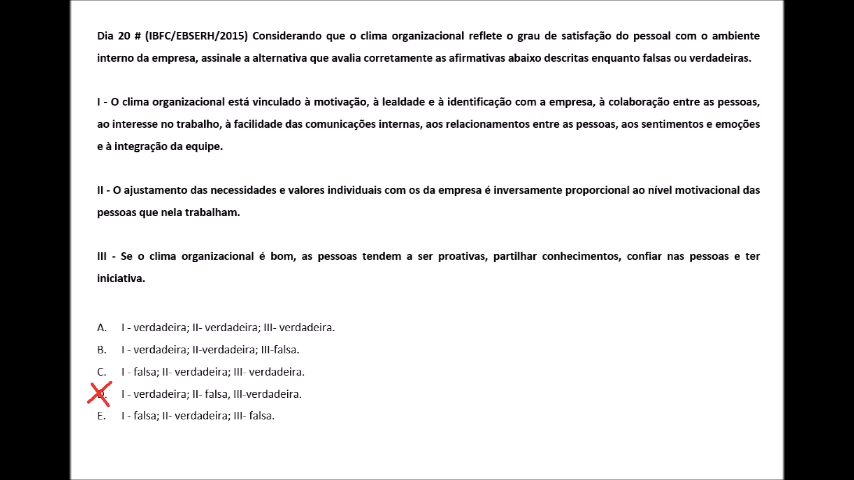 Dia 20 # (IBFC/EBSERH/2015) Considerando que o clima organizacional reflete o grau de satisfação do pessoal com o ambiente
interno da empresa, assinale a alternativa que avalia corretamente as afirmativas abaixo descritas enquanto falsas ou verdadeiras.
I - O clima organizacional está vinculado à motivação, à lealdade e à identificação com a empresa, à colaboração entre as pessoas,
ao interesse no trabalho, à facilidade das comunicações internas, aos relacionamentos entre as pessoas, aos sentimentos e emoções
e à integração da equipe.
II - O ajustamento das necessidades e valores individuais com os da empresa é inversamente proporcional ao nível motivacional das
pessoas que nela trabalham.
III - Se o clima organizacional é bom, as pessoas tendem a ser proativas, partilhar conhecimentos, confiar nas pessoas e ter
iniciativa.
A. I - verdadeira; II- verdadeira; III- verdadeira.
B. I - verdadeira; II-verdadeira; III-falsa.
C. I - falsa; II- verdadeira; III- verdadeira.
D. I - verdadeira; II- falsa, III-verdadeira.
E. I - falsa; II- verdadeira; III- falsa.